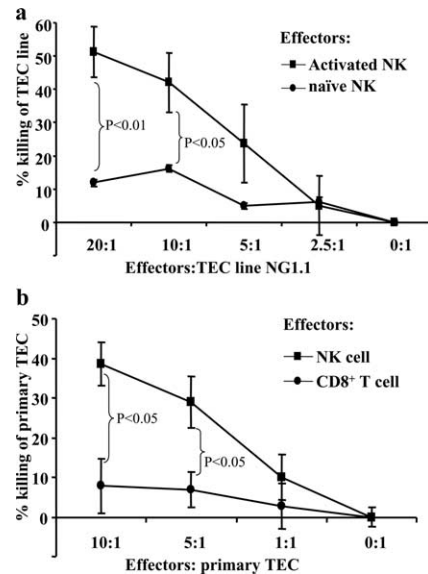 a
Effectors:
Activated NK
naïve NK
% killing of TEC line
60
50
40
30
20
10
0
P<0.01
P<0.05
20:1 10:1 5:1 2.5:1 0:1
Effectors:TEC line NG1.1
b
Effectors:
NK cell
CD8⁺ T cell
% killing of primary TEC
50
40
30
20
10
0
P<0.05
P<0.05
10:1 5:1 1:1 0:1
Effectors: primary TEC